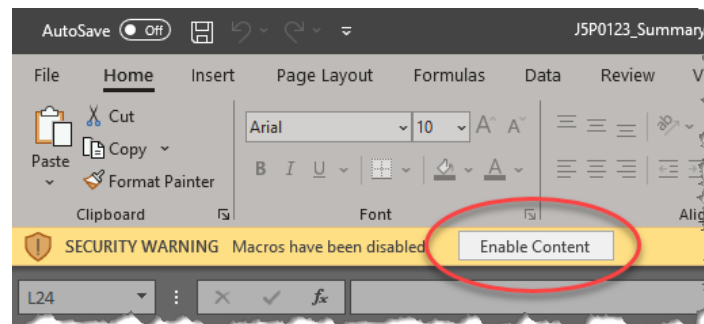 AutoSave Off J5P0123_Summary
File Home Insert Page Layout Formulas Data Review
Cut
Copy
Paste
Format Painter
Arial 10 A A
B I U A
Clipboard Font
SECURITY WARNING Macros have been disabled Enable Content
L24 fx